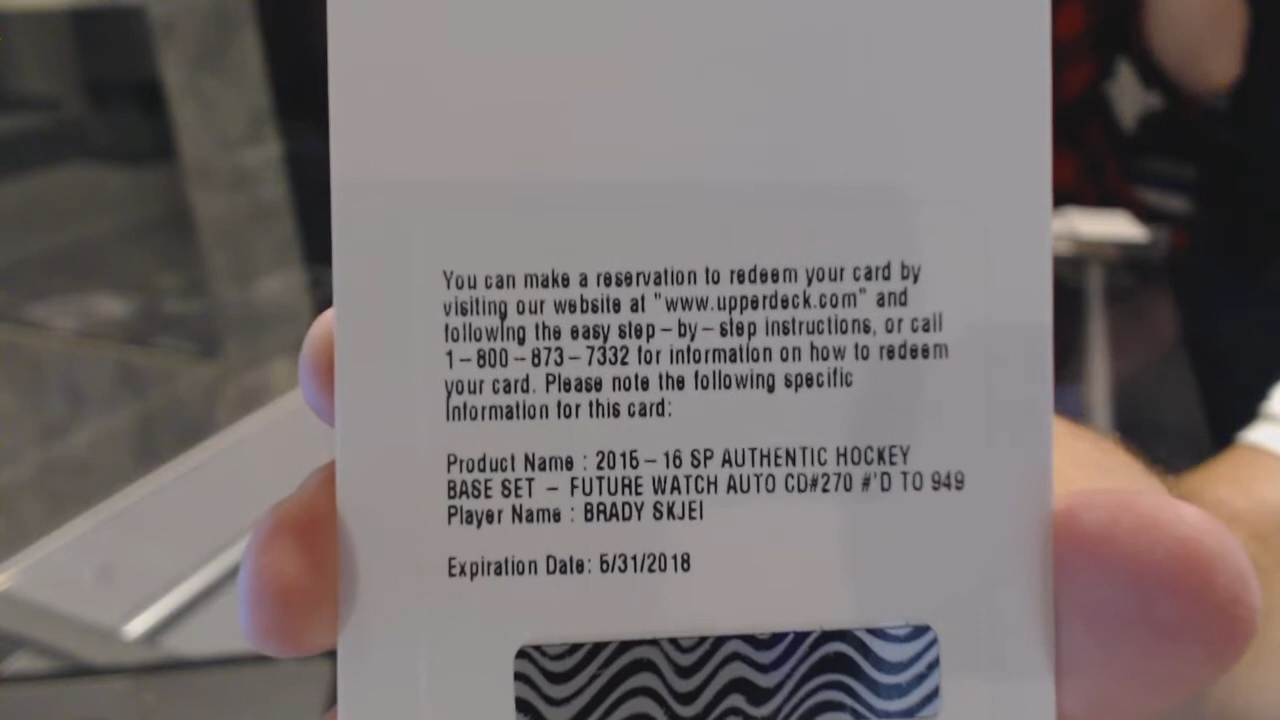 You can make a reservation to redeem your card by
visiting our website at "www.upperdeck.com" and
following the easy step-by-step instructions, or call
1-800-873-7332 for information on how to redeem
your card. Please note the following specific
Information for this card:
Product Name : 2015-16 SP AUTHENTIC HOCKEY
BASE SET - FUTURE WATCH AUTO CD#270 #'D TO 949
Player Name : BRADY SKJEI
Expiration Date: 5/31/2018